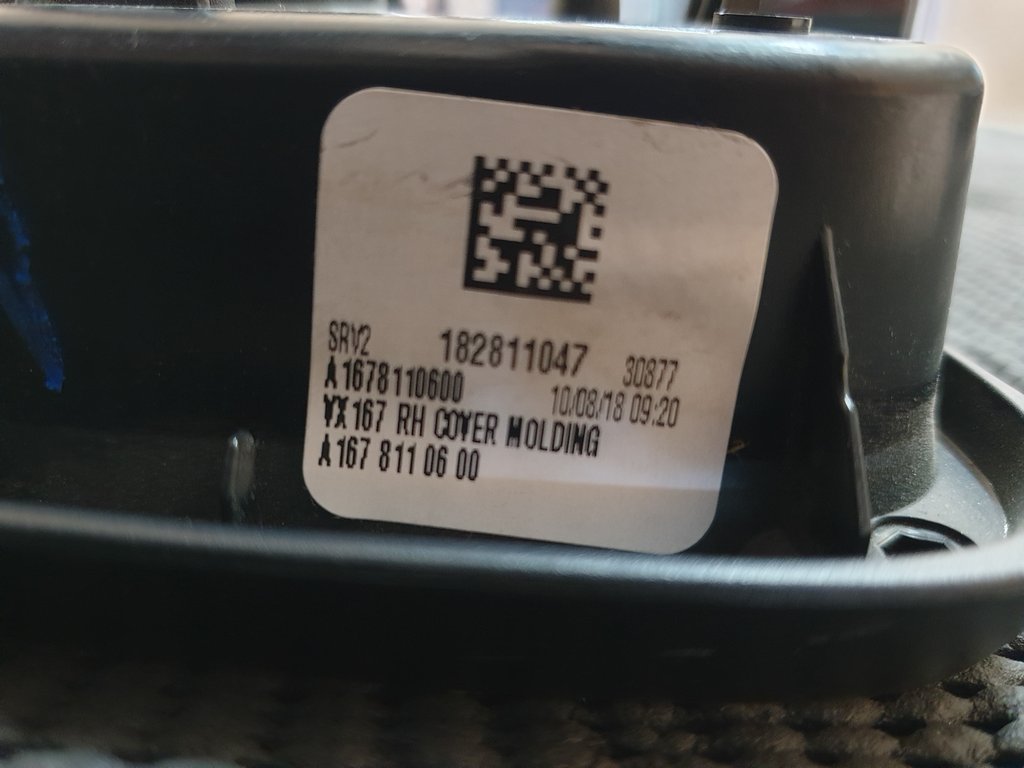 SRV2 182811047 30877
A1678110600 10/08/18 09:20
VX167 RH COVER MOLDING
A 167 811 06 00